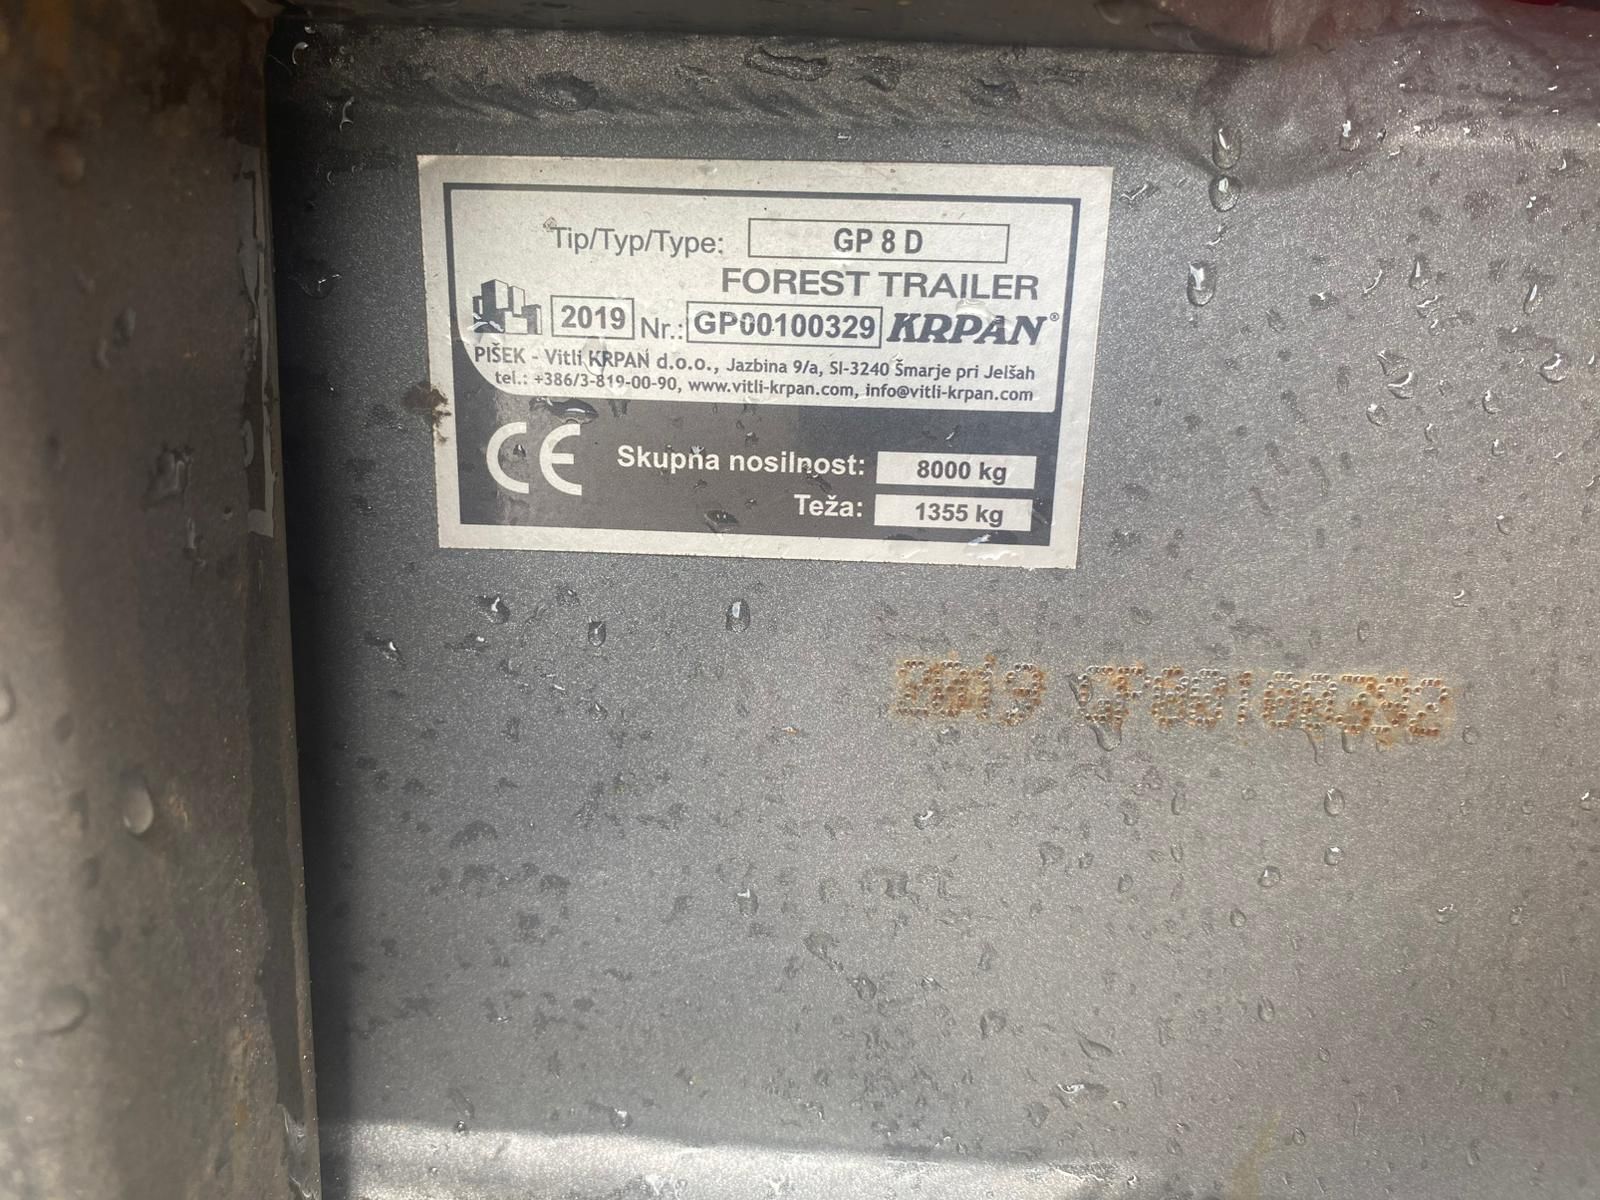 Tip/Typ/Type: GP 8 D
FOREST TRAILER
2019 Nr.: GP00100329 KRPAN®
PIŠEK - Vitli KRPAN d.o.o., Jazbina 9/a, SI-3240 Šmarje pri Jelšah
tel.: +386/3-819-00-90, www.vitli-krpan.com, info@vitli-krpan.com
CE Skupna nosilnost: 8000 kg
Teža: 1355 kg
2019